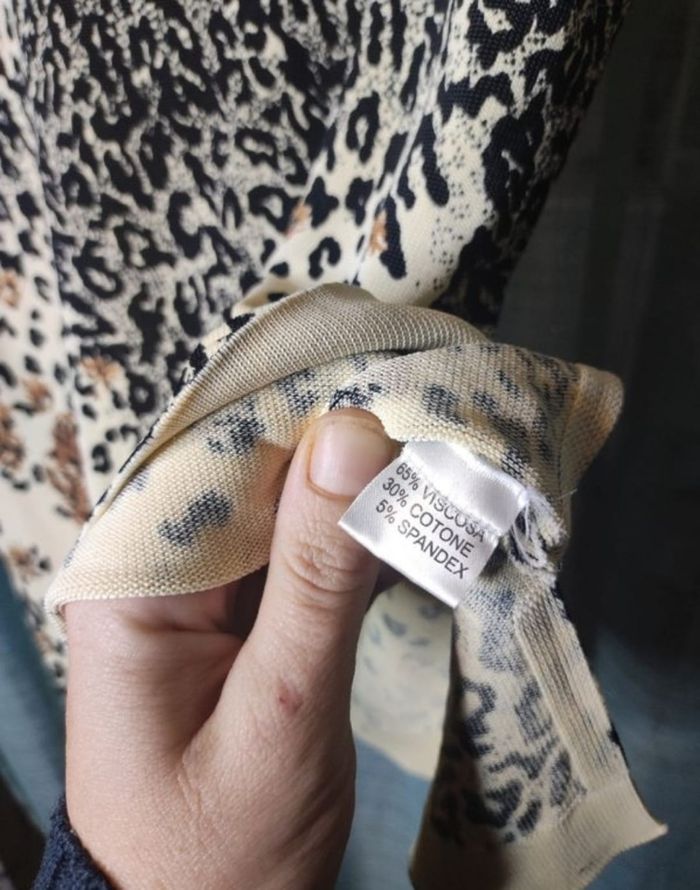 65% VISCOSA
30% COTONE
5% SPANDEX